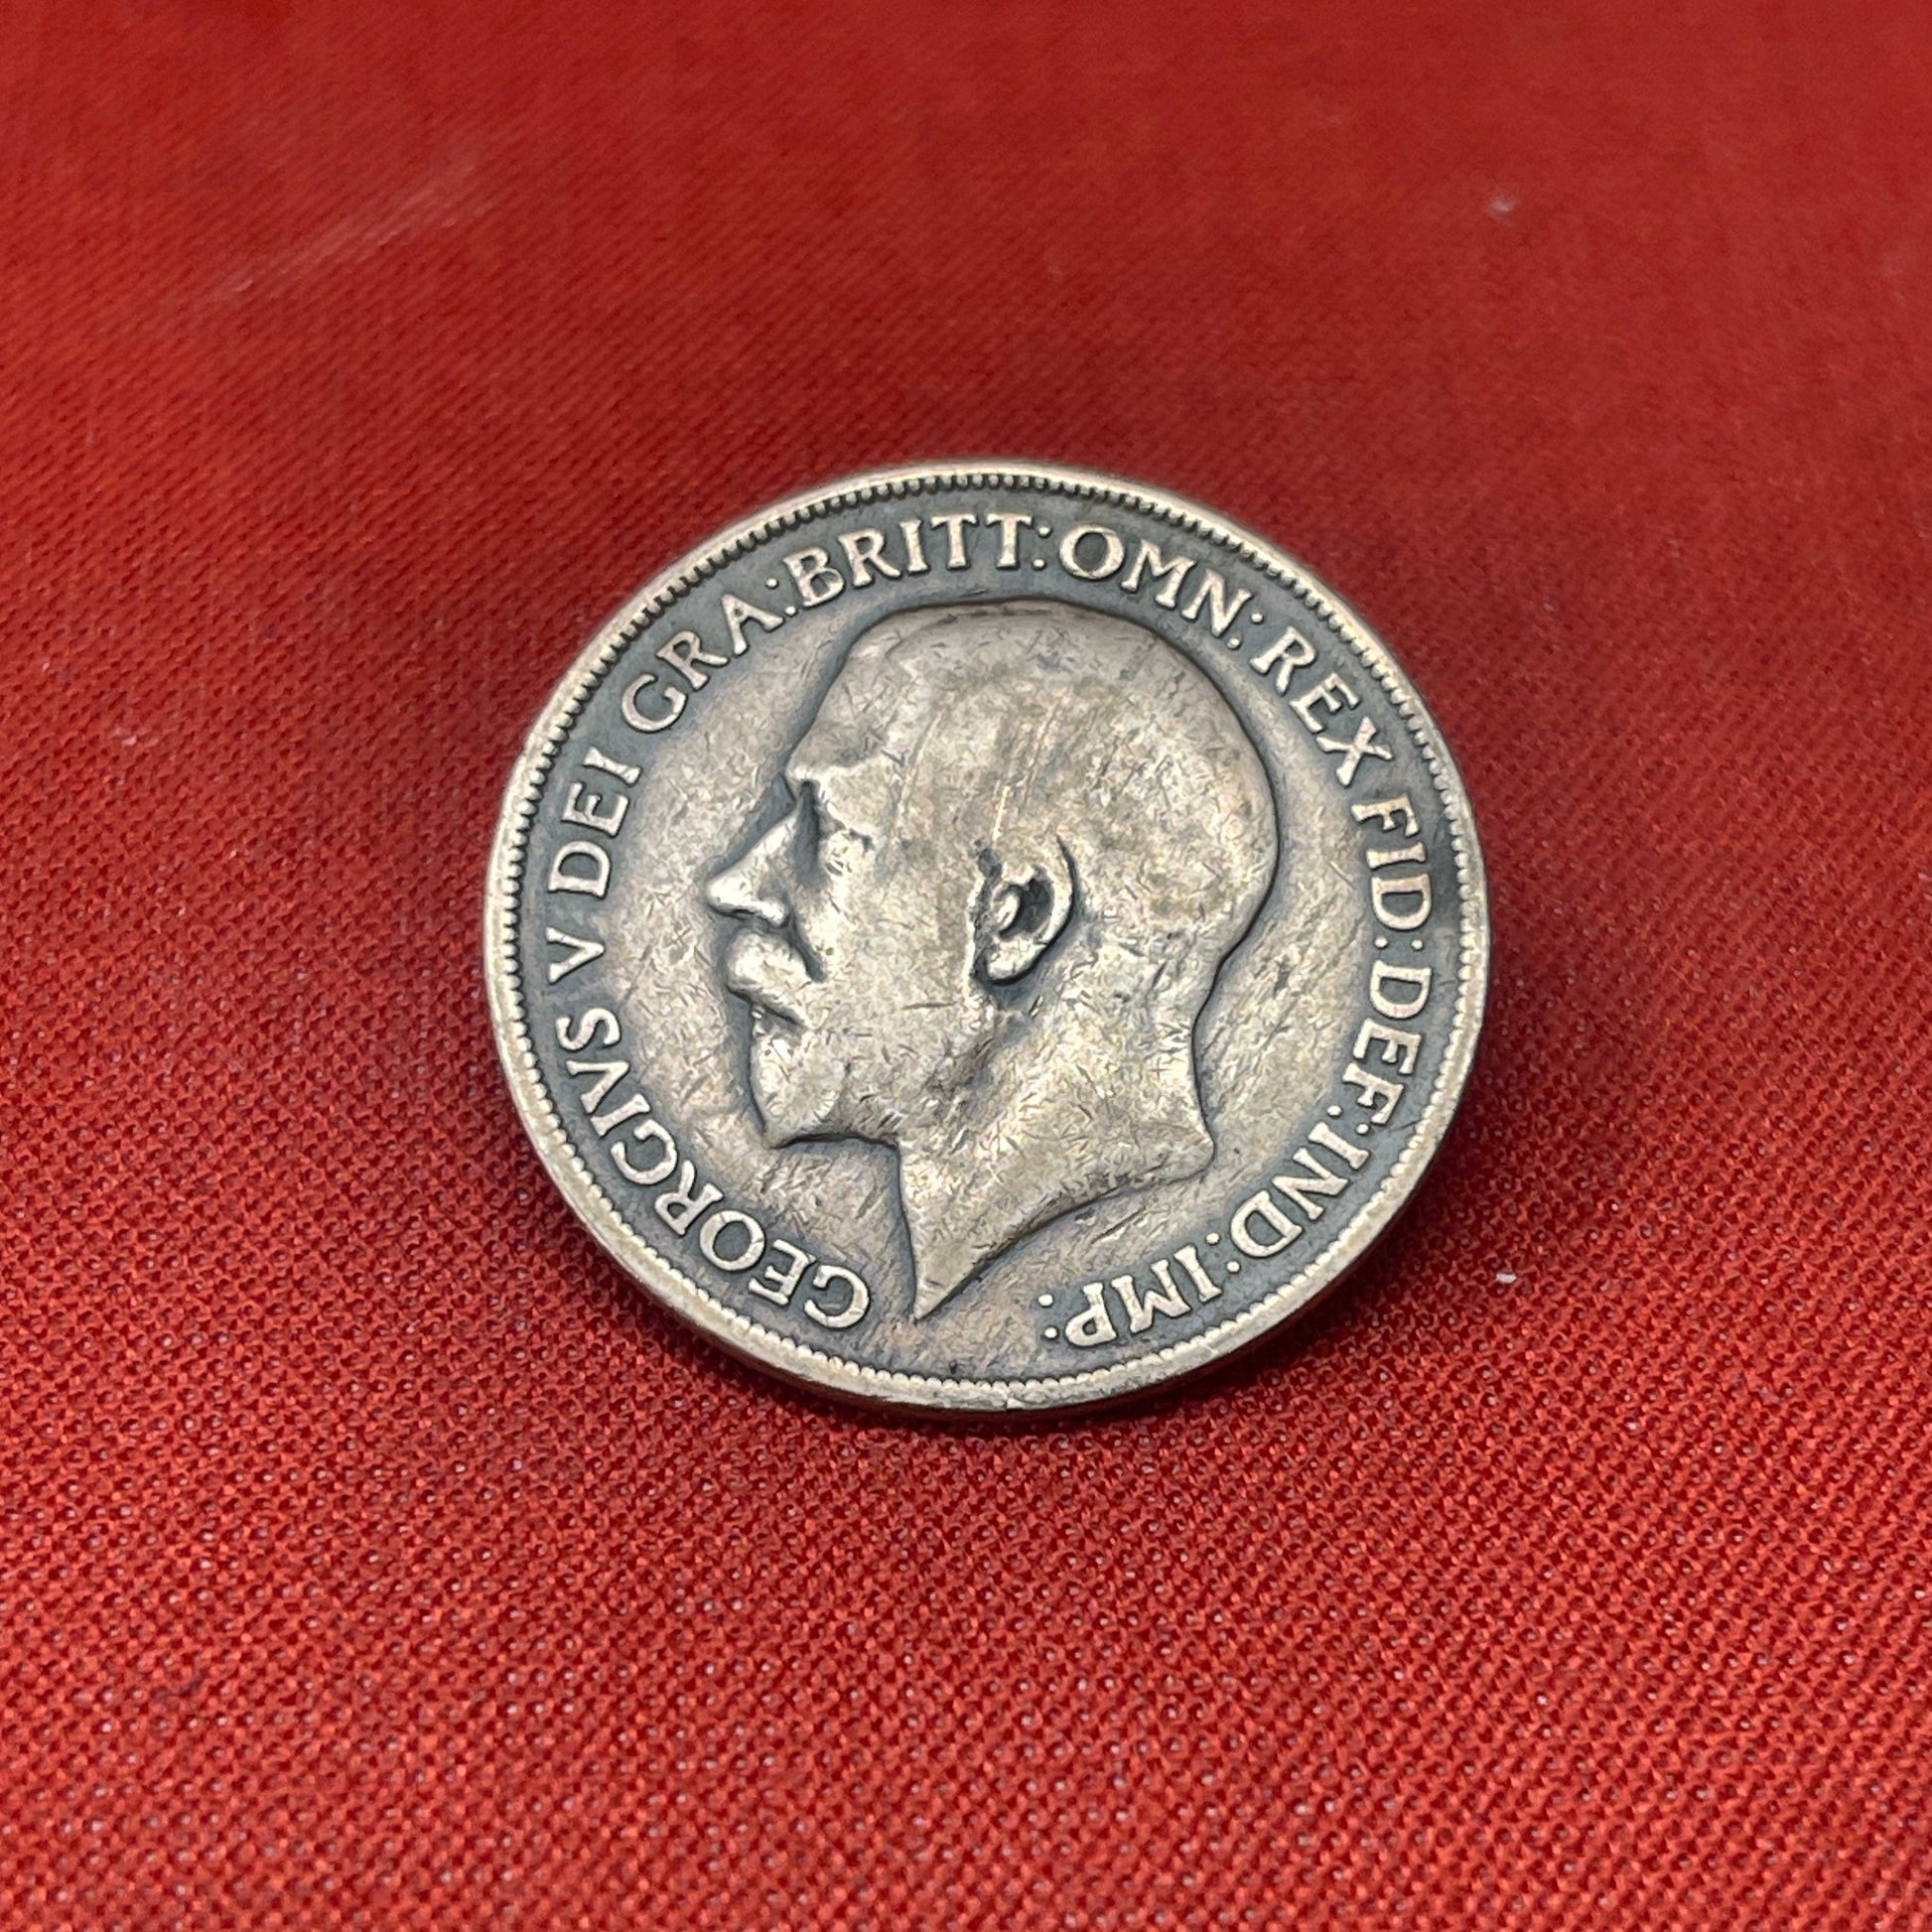 GEORGIVS V DEI GRA:BRITT:OMN:REX FID:DEF:IND:IMP: